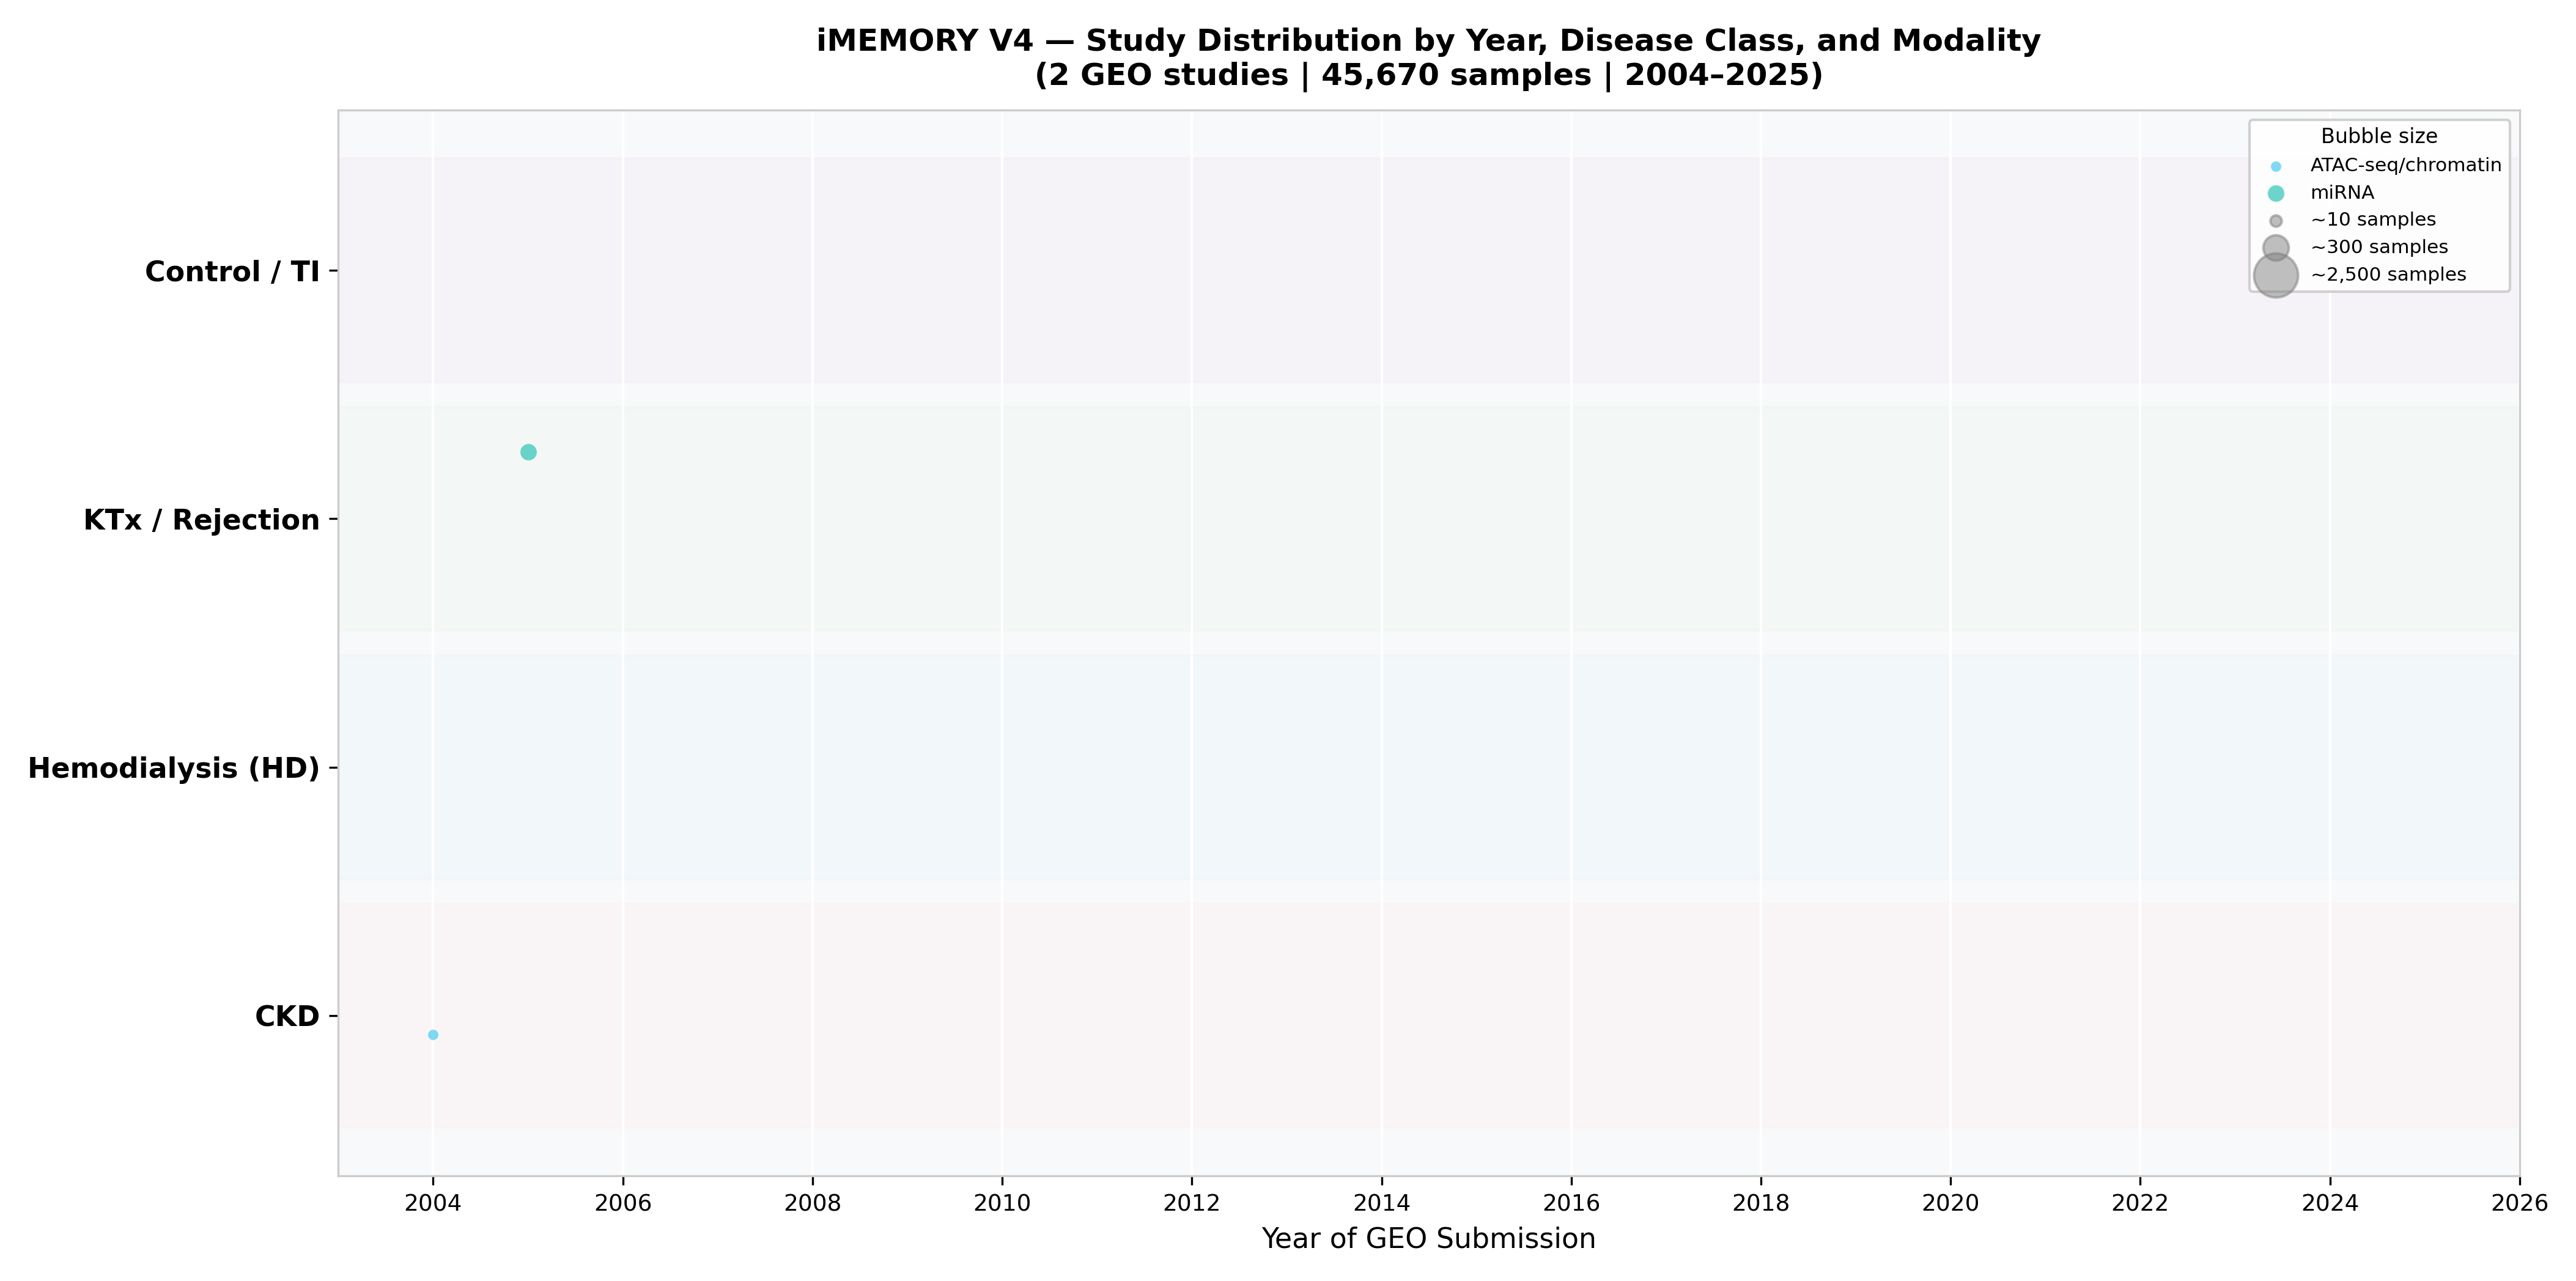 iMEMORY V4 — Study Distribution by Year, Disease Class, and Modality
(2 GEO studies | 45,670 samples | 2004–2025)
Bubble size
ATAC-seq/chromatin
miRNA
~10 samples
~300 samples
~2,500 samples
Control / TI
KTx / Rejection
Hemodialysis (HD)
CKD
2004 2006 2008 2010 2012 2014 2016 2018 2020 2022 2024 2026
Year of GEO Submission